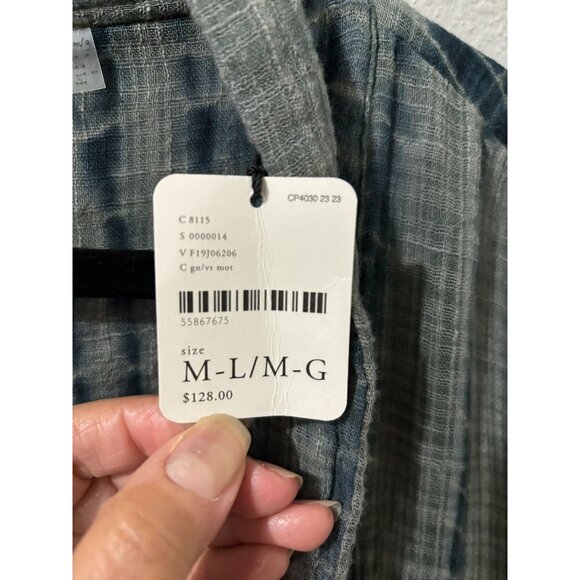 m/g
CP4030 23 23
C 8115
S 0000014
V F19J06206
C gn/vt mot
55867675
size
M-L/M-G
$128.00